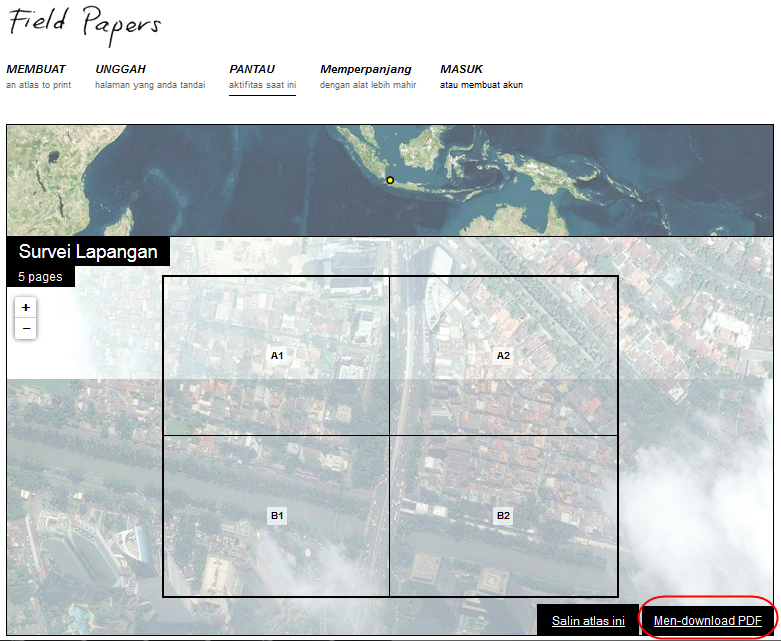 Field Papers
MEMBUAT UNGGAH PANTAU Memperpanjang MASUK
an atlas to print halaman yang anda tandai aktifitas saat ini dengan alat lebih mahir atau membuat akun
Survei Lapangan
5 pages
+
−
A1 A2
B1 B2
Salin atlas ini Men-download PDF